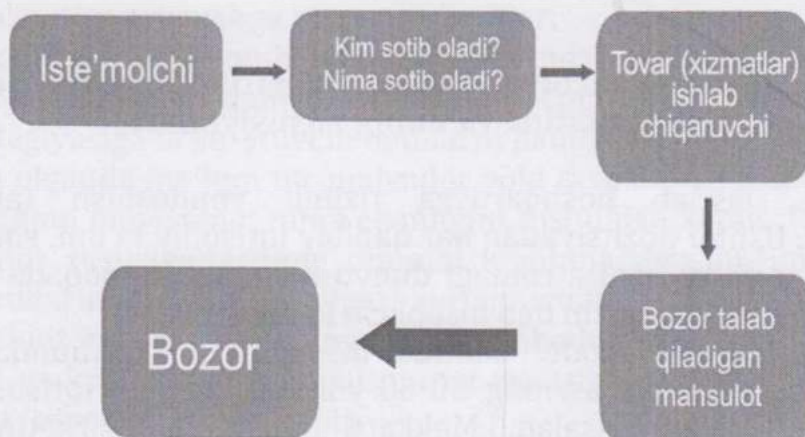 Iste'molchi
Kim sotib oladi?
Nima sotib oladi?
Tovar (xizmatlar)
ishlab
chiqaruvchi
Bozor talab
qiladigan
mahsulot
Bozor